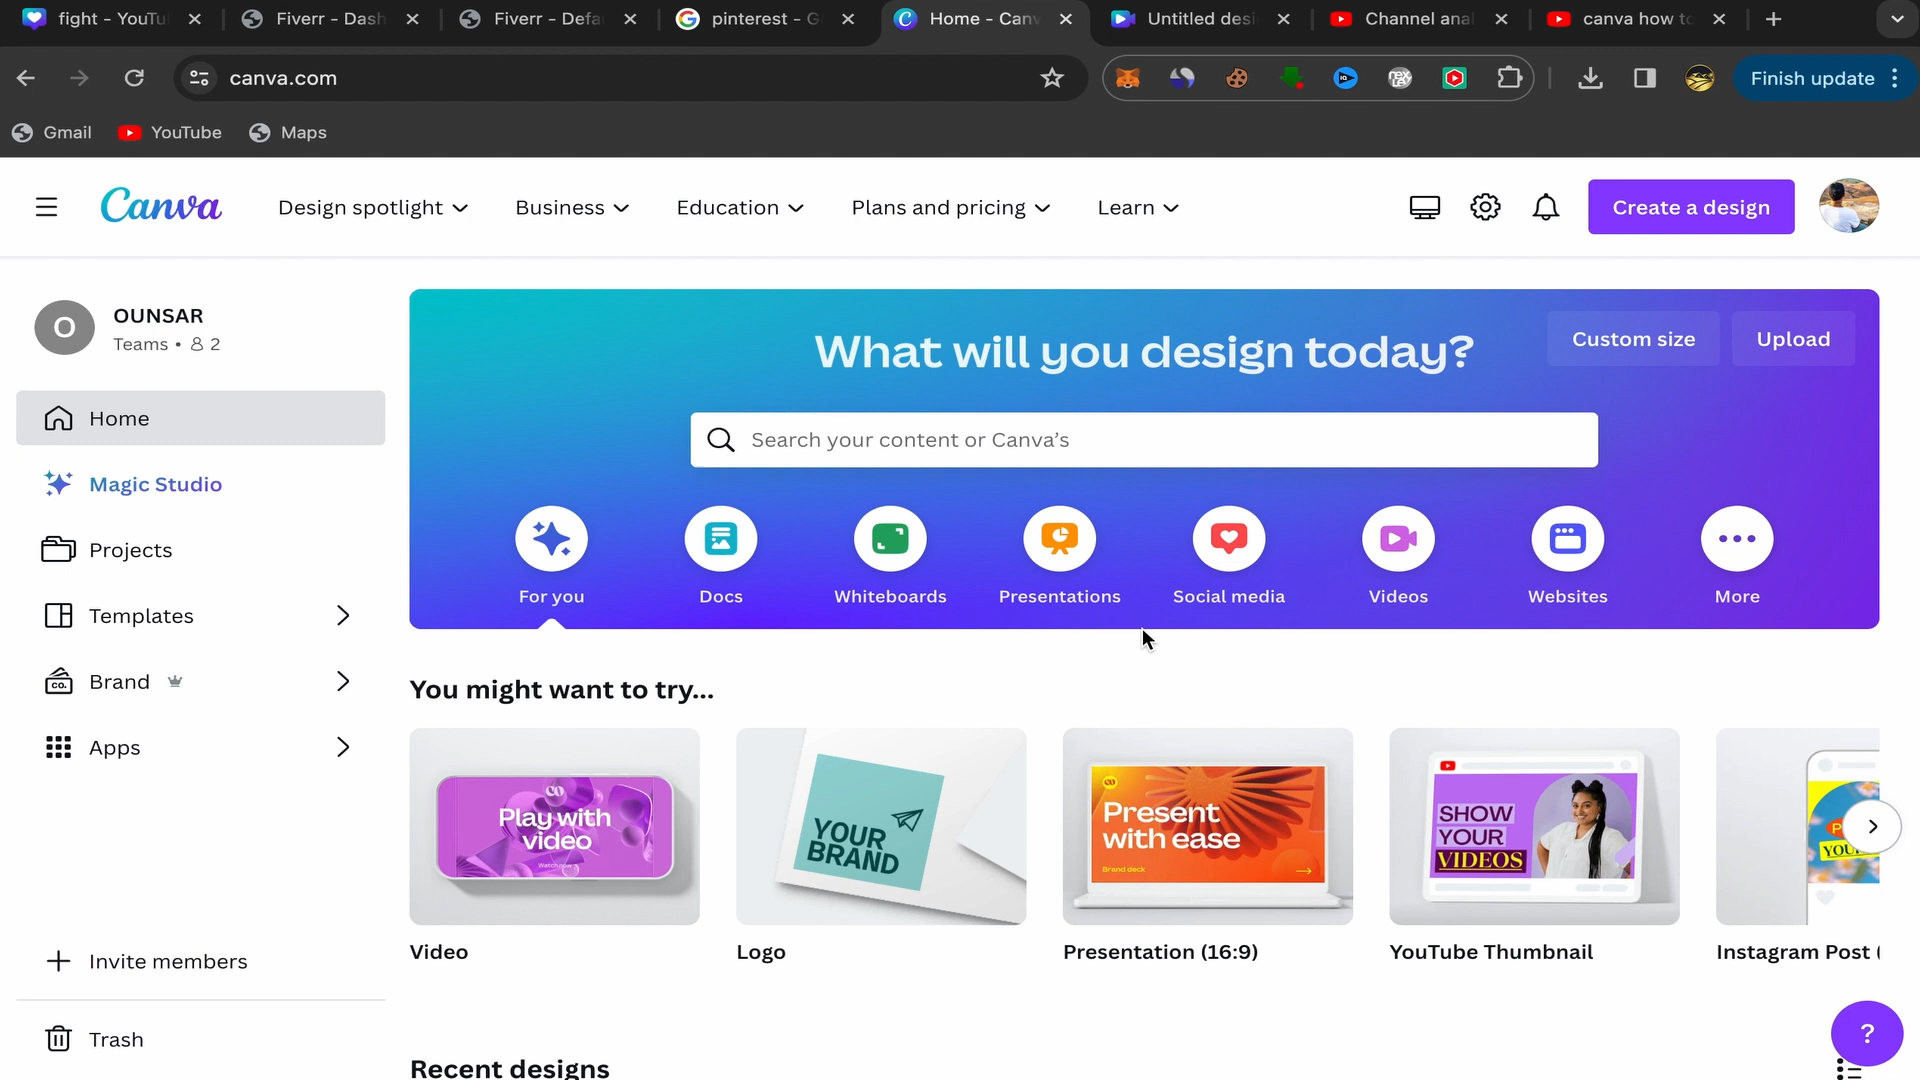 fight - YouTu
Fiverr - Dash
Fiverr - Defa
pinterest - G
Home - Canv
Untitled desi
Channel anal
canva how to
canva.com
Finish update
Gmail
YouTube
Maps
Canva
Design spotlight
Business
Education
Plans and pricing
Learn
Create a design
O
OUNSAR
Teams • 2
Home
Magic Studio
Projects
Templates
Brand
Apps
Invite members
Trash
What will you design today?
Custom size
Upload
Search your content or Canva's
For you
Docs
Whiteboards
Presentations
Social media
Videos
Websites
More
You might want to try...
Play with
video
YOUR
BRAND
Present
with ease
Brand deck
SHOW
YOUR
VIDEOS
YOU
Video
Logo
Presentation (16:9)
YouTube Thumbnail
Instagram Post (
Recent designs
?